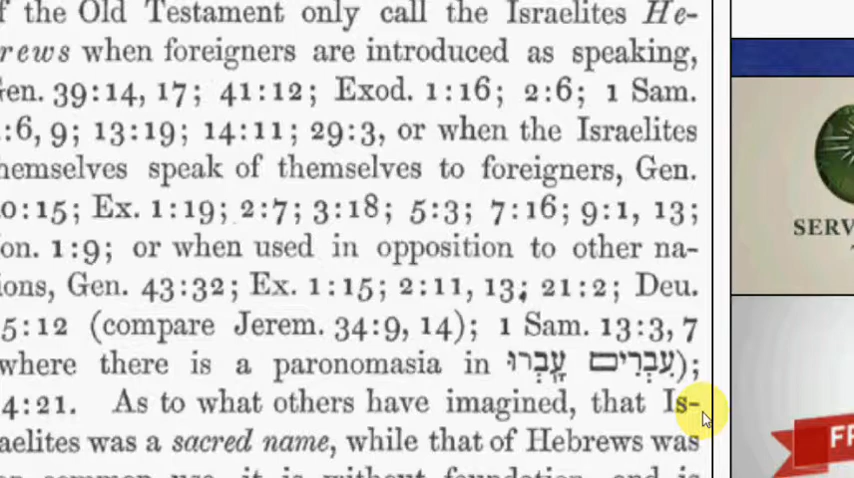 f the Old Testament only call the Israelites He-
rews when foreigners are introduced as speaking,
en. 39:14, 17; 41:12; Exod. 1:16; 2:6; 1 Sam.
:6, 9; 13:19; 14:11; 29:3, or when the Israelites
hemselves speak of themselves to foreigners, Gen.
0:15; Ex. 1:19; 2:7; 3:18; 5:3; 7:16; 9:1, 13;
on. 1:9; or when used in opposition to other na-
ions, Gen. 43:32; Ex. 1:15; 2:11, 13; 21:2; Deu.
5:12 (compare Jerem. 34:9, 14); 1 Sam. 13:3, 7
where there is a paronomasia in עִבְרִים עָֽבְרוּ);
4:21. As to what others have imagined, that Is-
aelites was a sacred name, while that of Hebrews was
SERV
FR